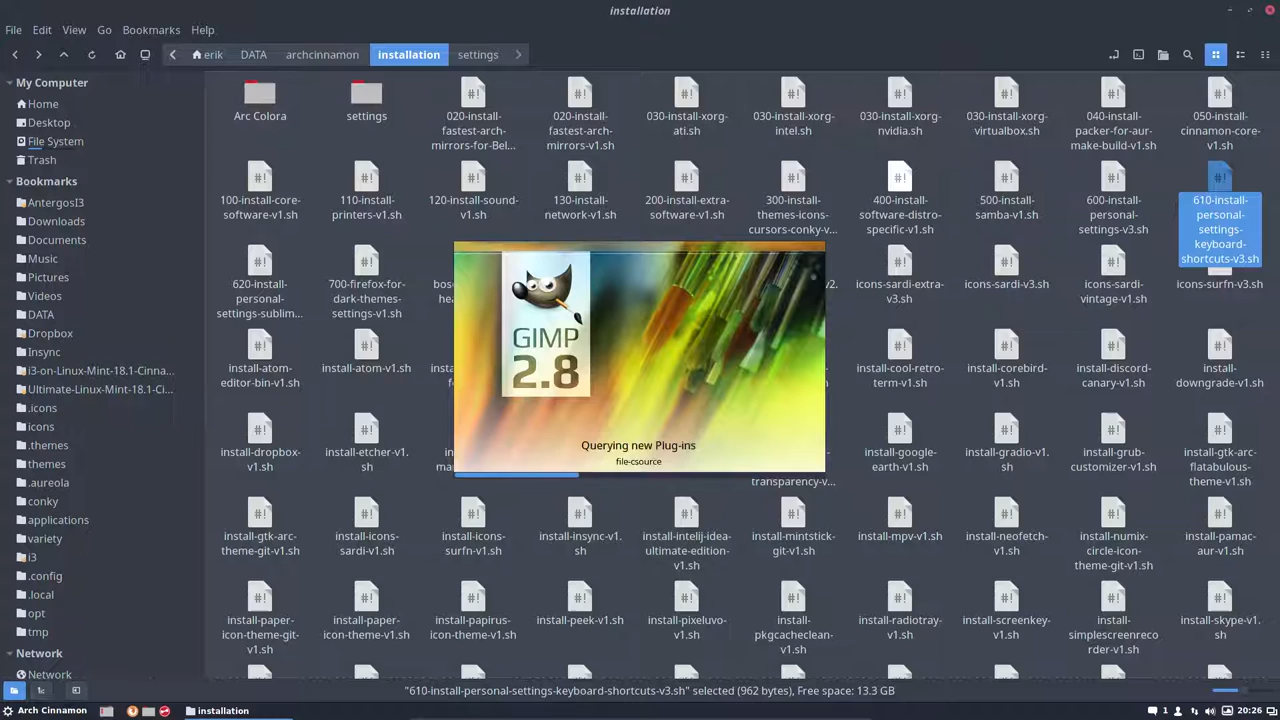 installation
File Edit View Go Bookmarks Help
erik DATA archcinnamon installation settings
My Computer
Home
Desktop
File System
Trash
Bookmarks
AntergosI3
Downloads
Documents
Music
Pictures
Videos
DATA
Dropbox
Insync
i3-on-Linux-Mint-18.1-Cinna...
Ultimate-Linux-Mint-18.1-Ci...
.icons
icons
.themes
themes
.aureola
conky
applications
variety
i3
.config
.local
opt
tmp
Network
Network
Arc Colora
settings
020-install-
fastest-arch-
mirrors-for-Bel...
020-install-
fastest-arch-
mirrors-v1.sh
030-install-xorg-
ati.sh
030-install-xorg-
intel.sh
030-install-xorg-
nvidia.sh
030-install-xorg-
virtualbox.sh
040-install-
packer-for-aur-
make-build-v1.sh
050-install-
cinnamon-core-
v1.sh
100-install-core-
software-v1.sh
110-install-
printers-v1.sh
120-install-sound-
v1.sh
130-install-
network-v1.sh
200-install-extra-
software-v1.sh
300-install-
themes-icons-
cursors-conky-v...
400-install-
software-distro-
specific-v1.sh
500-install-
samba-v1.sh
600-install-
personal-
settings-v3.sh
610-install-
personal-
settings-
keyboard-
shortcuts-v3.sh
620-install-
personal-
settings-sublim...
700-firefox-for-
dark-themes-
settings-v1.sh
icons-sardi-extra-
v3.sh
icons-sardi-v3.sh
icons-sardi-
vintage-v1.sh
icons-surfn-v3.sh
GIMP
2.8
Querying new Plug-ins
file-csource
install-atom-
editor-bin-v1.sh
install-atom-v1.sh
install-cool-retro-
term-v1.sh
install-corebird-
v1.sh
install-discord-
canary-v1.sh
install-
downgrade-v1.sh
install-dropbox-
v1.sh
install-etcher-v1.
sh
transparency-v...
install-google-
earth-v1.sh
install-gradio-v1.
sh
install-grub-
customizer-v1.sh
install-gtk-arc-
flatabulous-
theme-v1.sh
install-gtk-arc-
theme-git-v1.sh
install-icons-
sardi-v1.sh
install-icons-
surfn-v1.sh
install-insync-v1.
sh
install-intelij-idea-
ultimate-edition-
v1.sh
install-mintstick-
git-v1.sh
install-mpv-v1.sh
install-neofetch-
v1.sh
install-numix-
circle-icon-
theme-git-v1.sh
install-pamac-
aur-v1.sh
install-paper-
icon-theme-git-
v1.sh
install-paper-
icon-theme-v1.sh
install-papirus-
icon-theme-v1.sh
install-peek-v1.sh
install-pixeluvo-
v1.sh
install-
pkgcacheclean-
v1.sh
install-radiotray-
v1.sh
install-screenkey-
v1.sh
install-
simplescreenreco
rder-v1.sh
install-skype-v1.
sh
"610-install-personal-settings-keyboard-shortcuts-v3.sh" selected (962 bytes), Free space: 13.3 GB
Arch Cinnamon
installation
1
20:26